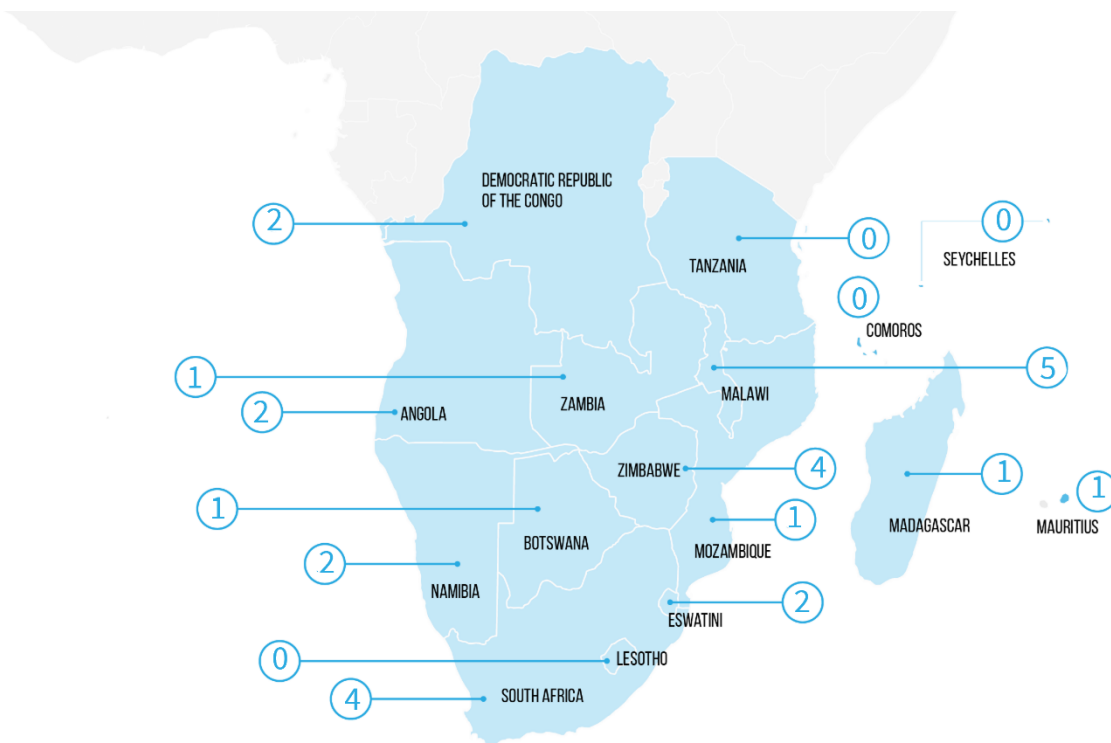 DEMOCRATIC REPUBLIC
OF THE CONGO
2
0
0
TANZANIA
SEYCHELLES
0
COMOROS
1
5
MALAWI
ZAMBIA
2
ANGOLA
ZIMBABWE
4
1
1
1
BOTSWANA
1
MOZAMBIQUE
MADAGASCAR
MAURITIUS
2
NAMIBIA
2
ESWATINI
0
LESOTHO
4
SOUTH AFRICA